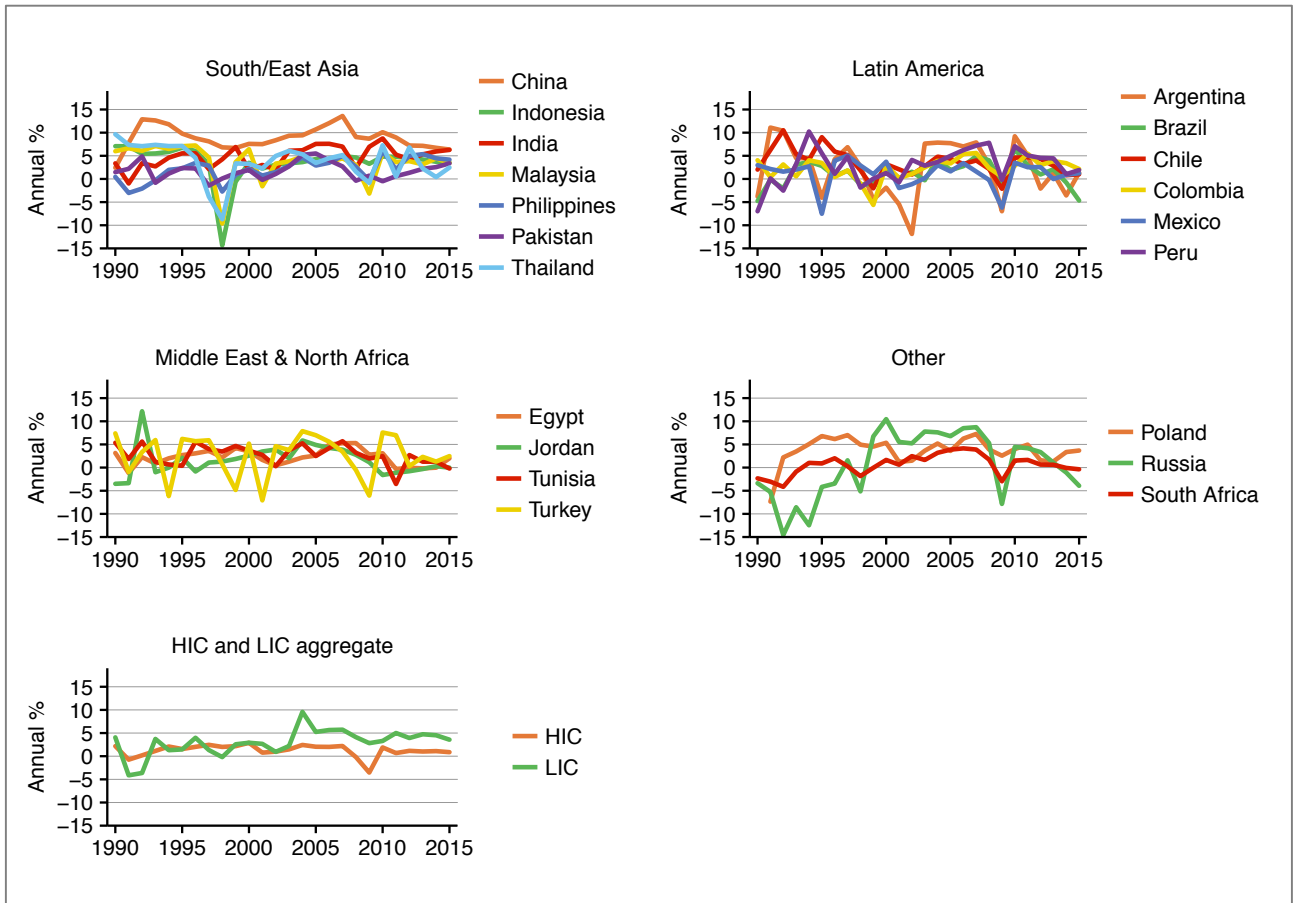 South/East Asia
Annual %
15
10
5
0
−5
−10
−15
1990 1995 2000 2005 2010 2015
China
Indonesia
India
Malaysia
Philippines
Pakistan
Thailand
Latin America
Annual %
15
10
5
0
−5
−10
−15
1990 1995 2000 2005 2010 2015
Argentina
Brazil
Chile
Colombia
Mexico
Peru
Middle East & North Africa
Annual %
15
10
5
0
−5
−10
−15
1990 1995 2000 2005 2010 2015
Egypt
Jordan
Tunisia
Turkey
Other
Annual %
15
10
5
0
−5
−10
−15
1990 1995 2000 2005 2010 2015
Poland
Russia
South Africa
HIC and LIC aggregate
Annual %
15
10
5
0
−5
−10
−15
1990 1995 2000 2005 2010 2015
HIC
LIC